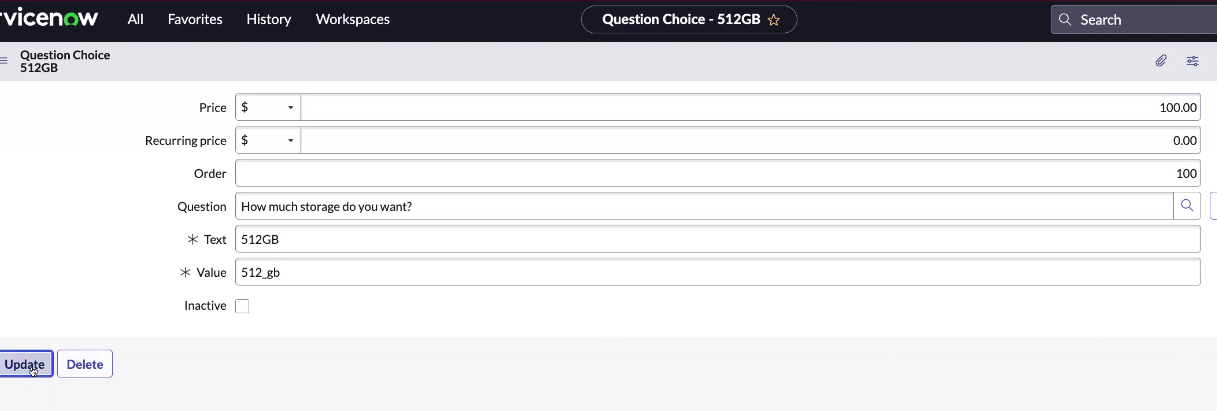 rvicenow All Favorites History Workspaces Question Choice - 512GB Search
Question Choice
512GB
Price $ 100.00
Recurring price $ 0.00
Order 100
Question How much storage do you want?
* Text 512GB
* Value 512_gb
Inactive
Update Delete